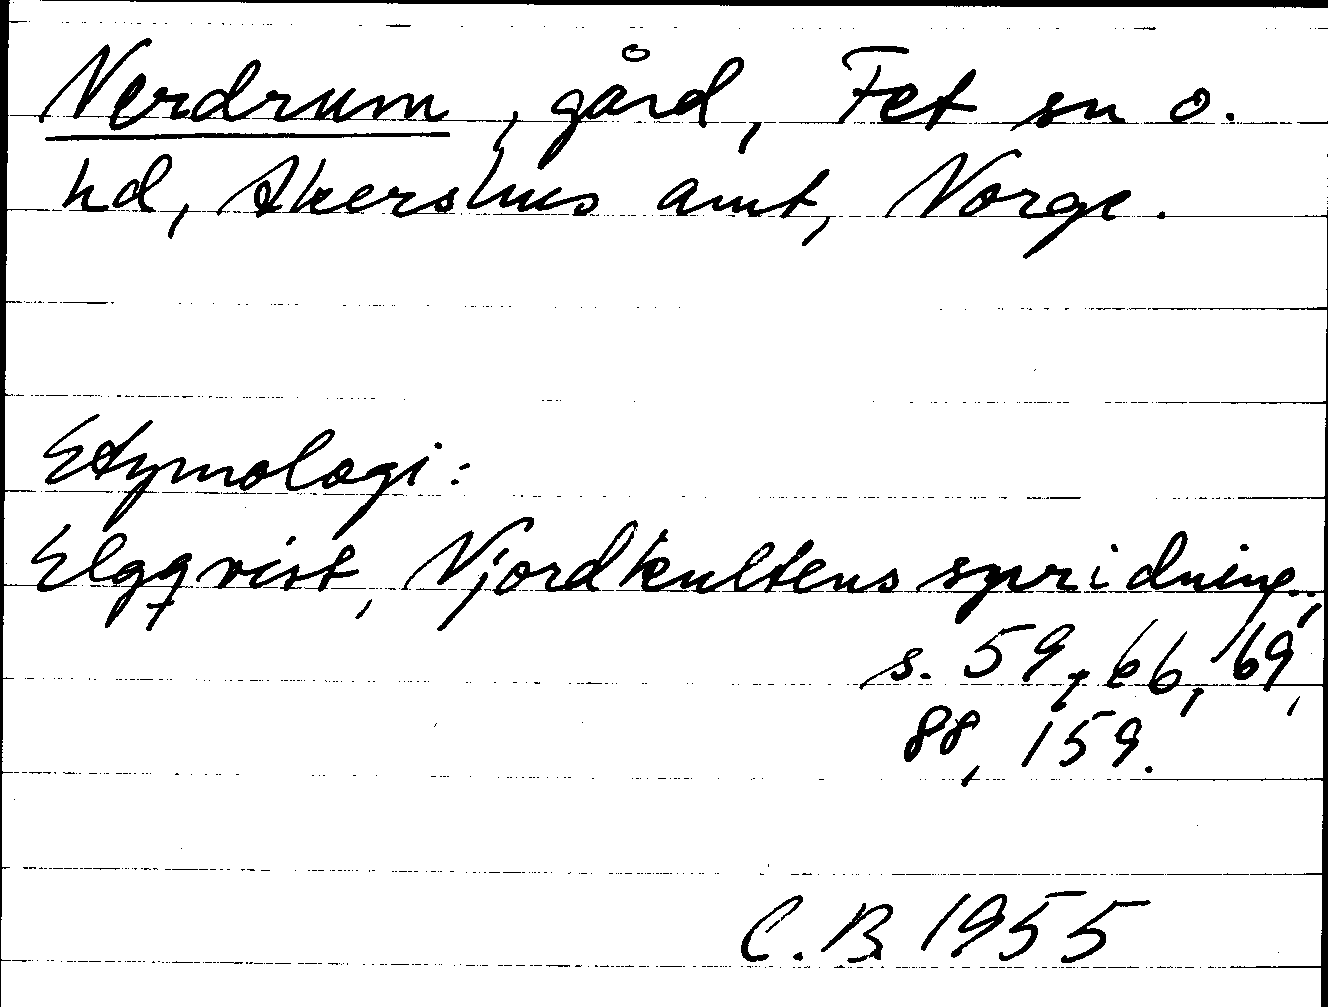 Nerdrum, gård, Fet sn o.
hd, Akershus amt, Norge.
Etymologi:
Elgqvist, Njordkultens spridning.,
s. 59, 66, 69,
88, 159.
C.B. 1955